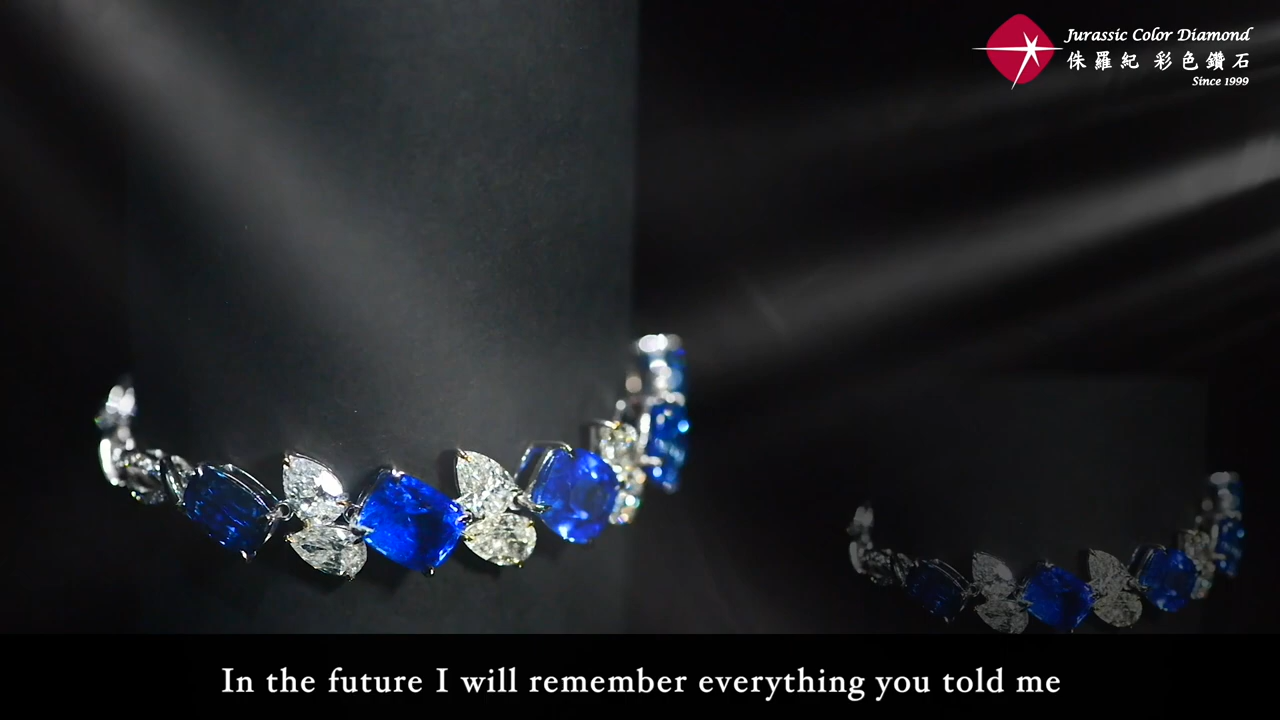 Jurassic Color Diamond
侏羅紀 彩色鑽石
Since 1999
In the future I will remember everything you told me